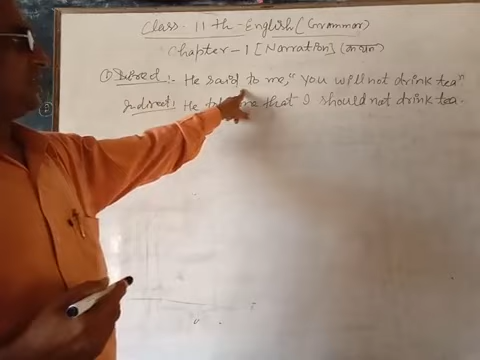 Class-11th-English(Grammar)
Chapter-1[Narration](कथन)
① Direct:- He said to me, "You will not drink tea"
Indirect: He told me that I should not drink tea.